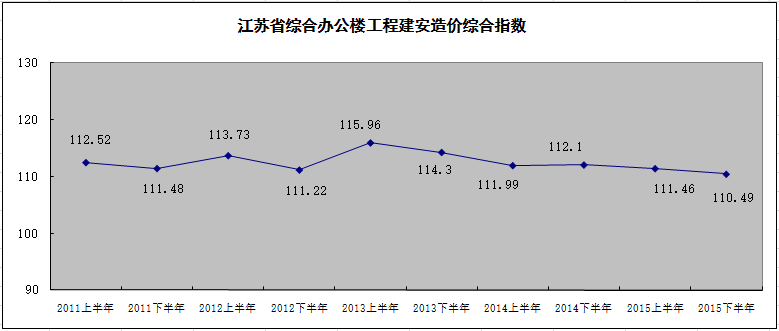 江苏省综合办公楼工程建安造价综合指数
130
120
110
100
90
112.52
111.48
113.73
111.22
115.96
114.3
111.99
112.1
111.46
110.49
2011上半年
2011下半年
2012上半年
2012下半年
2013上半年
2013下半年
2014上半年
2014下半年
2015上半年
2015下半年